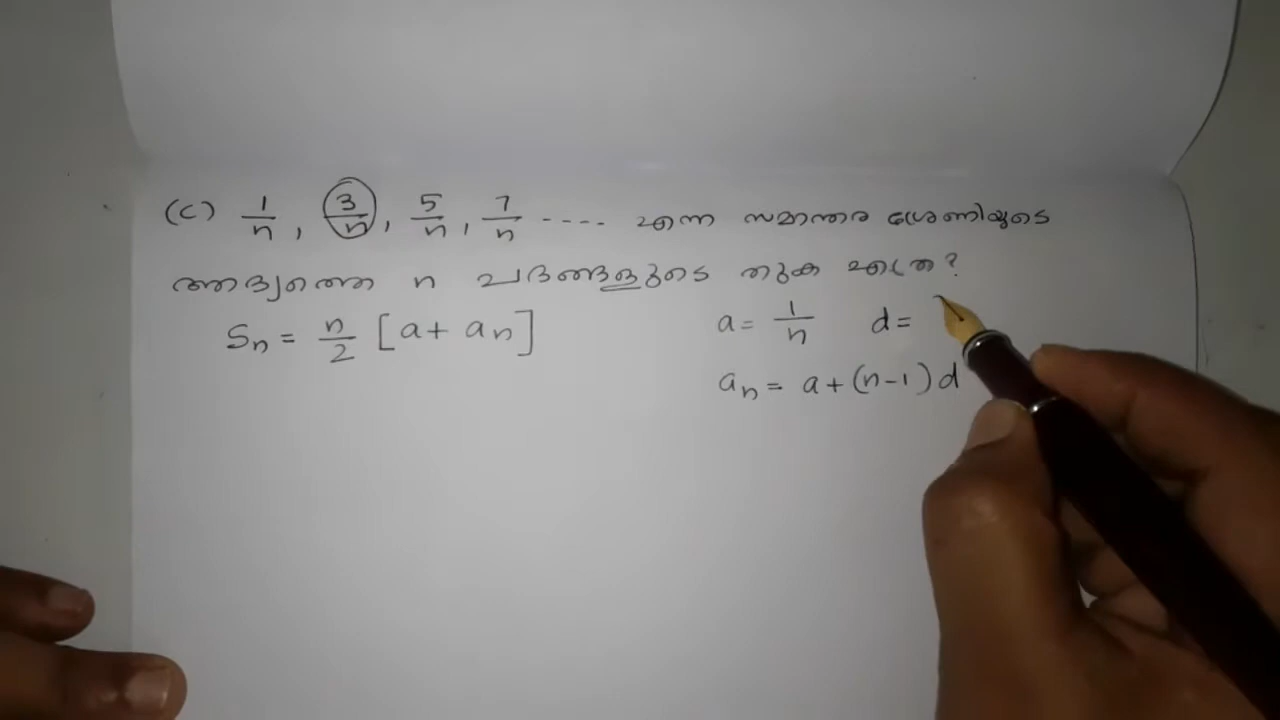 (C) 1/n, 3/n, 5/n, 7/n ---- എന്ന സമാന്തര ശ്രേണിയുടെ
ആദ്യത്തെ n പദങ്ങളുടെ തുക എത്ര?
Sn = n/2 [a + an]
a = 1/n d =
an = a + (n-1) d